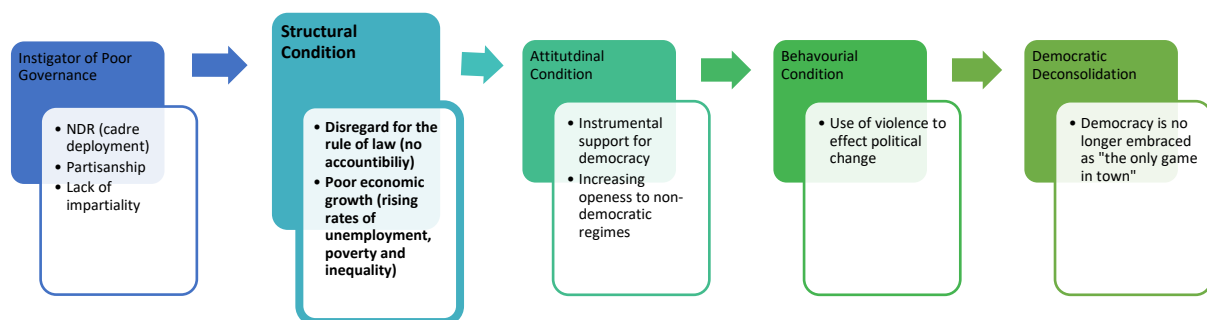 Instigator of Poor
Governance
• NDR (cadre
deployment)
• Partisanship
• Lack of
impartiality
Structural
Condition
• Disregard for the
rule of law (no
accountibiliy)
• Poor economic
growth (rising
rates of
unemployment,
poverty and
inequality)
Attitutdinal
Condition
• Instrumental
support for
democracy
• Increasing
openess to non-
democratic
regimes
Behavourial
Condition
• Use of violence to
effect political
change
Democratic
Deconsolidation
• Democracy is no
longer embraced
as "the only game
in town"